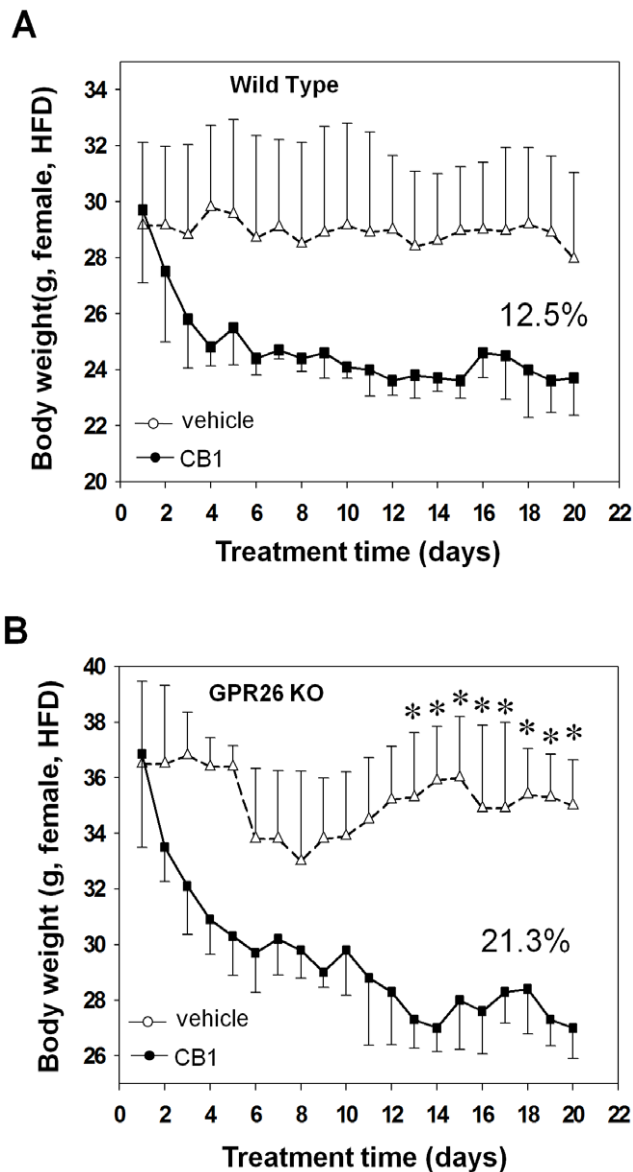 A
Wild Type
Body weight(g, female, HFD)
34
32
30
28
26
24
22
20
12.5%
vehicle
CB1
0 2 4 6 8 10 12 14 16 18 20 22
Treatment time (days)
B
GPR26 KO
Body weight (g, female, HFD)
40
38
36
34
32
30
28
26
* * * * * * * *
21.3%
vehicle
CB1
0 2 4 6 8 10 12 14 16 18 20 22
Treatment time (days)